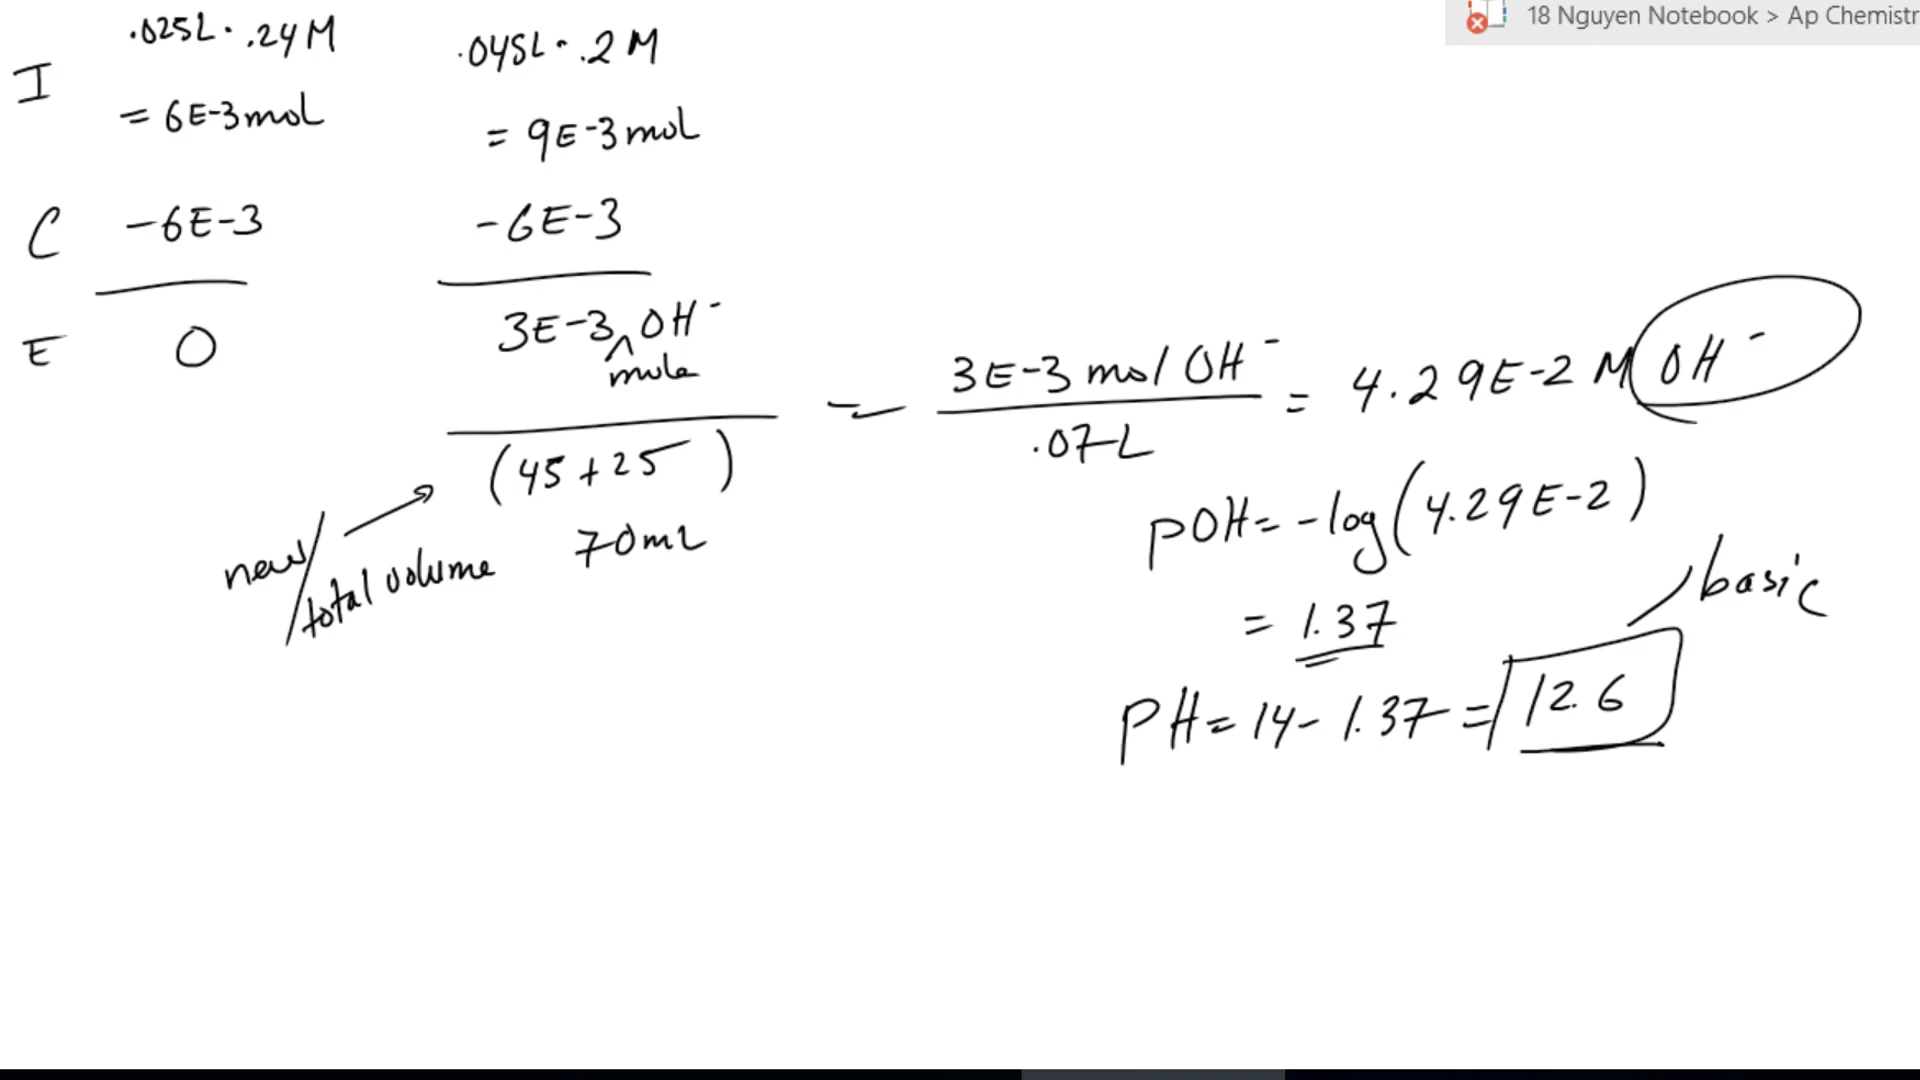 18 Nguyen Notebook > Ap Chemistr
.025L · .24M
.045L · .2M
I
= 6E-3mol
= 9E-3mol
C -6E-3 -6E-3
E 0 3E-3 OH-
mole
(45+25)
70mL
new/total volume
= 3E-3 mol OH- / .07L = 4.29E-2 M OH-
pOH= -log(4.29E-2)
= 1.37
basic
PH= 14- 1.37 = 12.6